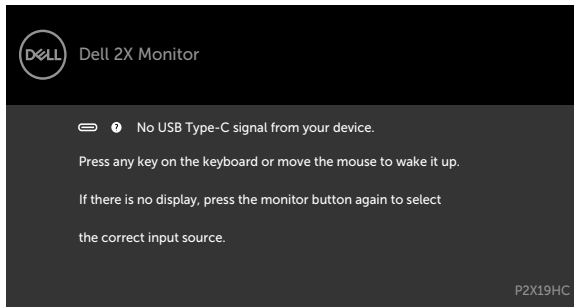 DELL
Dell 2X Monitor
? No USB Type-C signal from your device.
Press any key on the keyboard or move the mouse to wake it up.
If there is no display, press the monitor button again to select
the correct input source.
P2X19HC